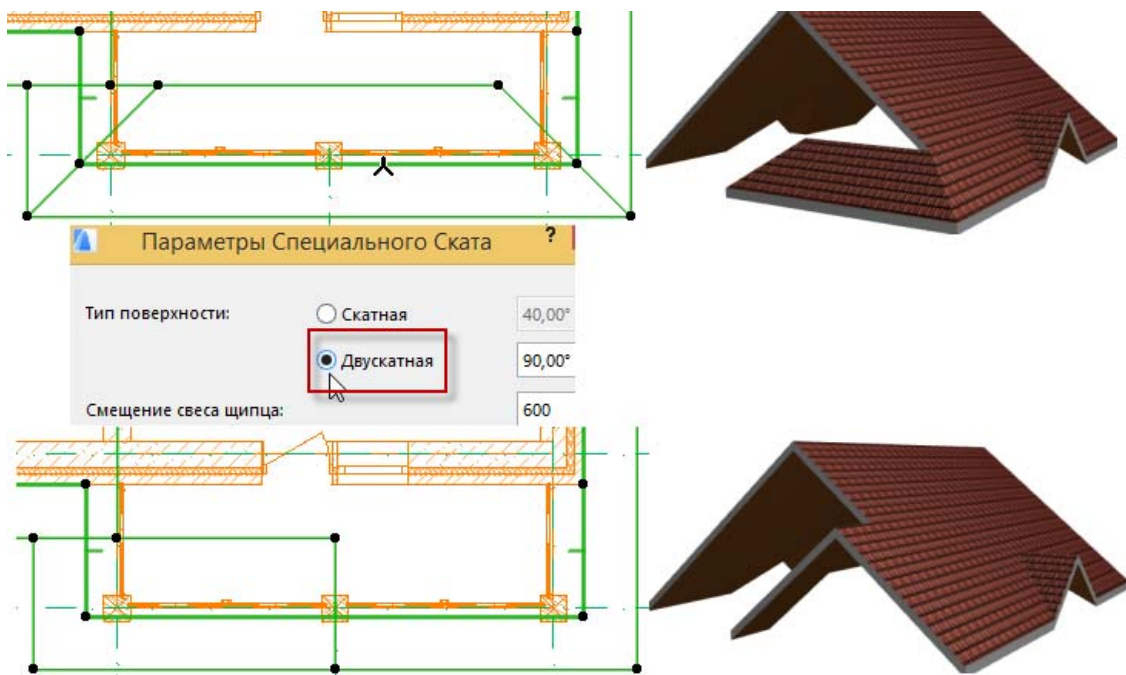 Параметры Специального Ската ?
Тип поверхности: Скатная 40,00°
Двускатная 90,00°
Смещение свеса щипца: 600